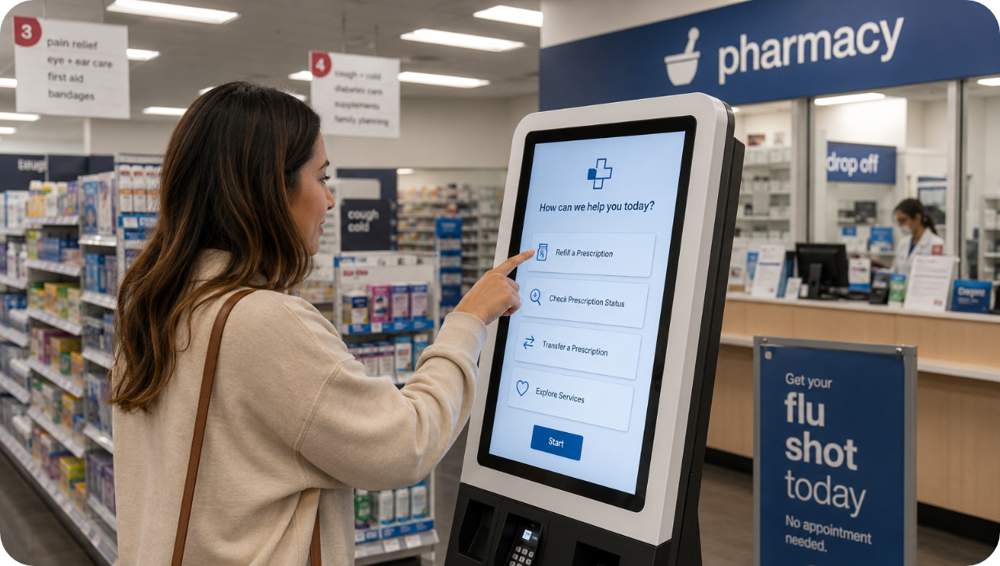 3
pain relief
eye + ear care
first aid
bandages
4
cough + cold
diabetes care
supplements
family planning
pharmacy
drop off
cough
cold
How can we help you today?
Refill a Prescription
Check Prescription Status
Transfer a Prescription
Explore Services
Start
Get your
flu
shot
today
No appointment
needed.